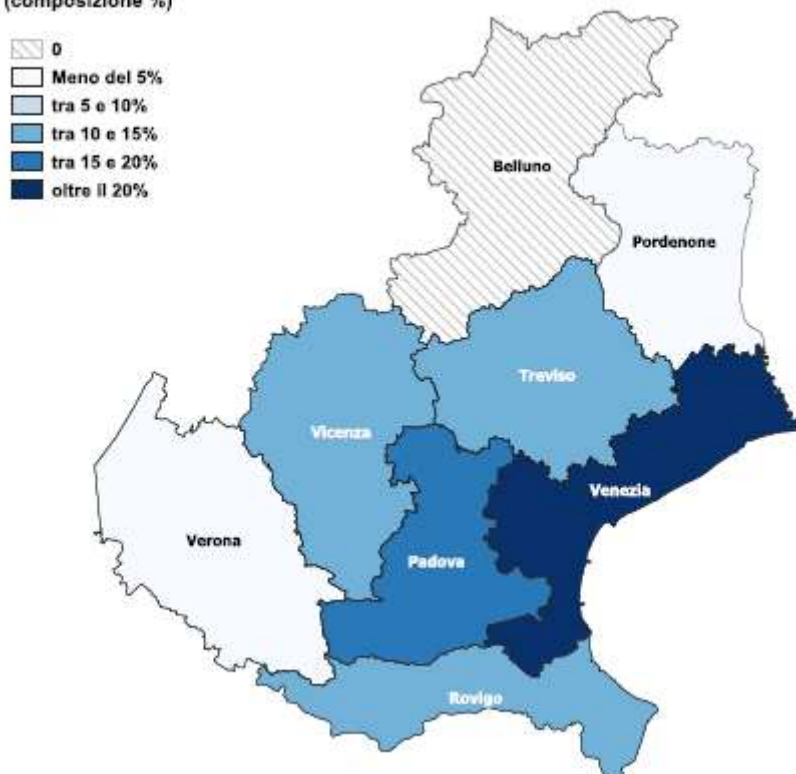 (composizione %)
0
Meno del 5%
tra 5 e 10%
tra 10 e 15%
tra 15 e 20%
oltre il 20%
Belluno
Pordenone
Treviso
Vicenza
Venezia
Verona
Padova
Rovigo